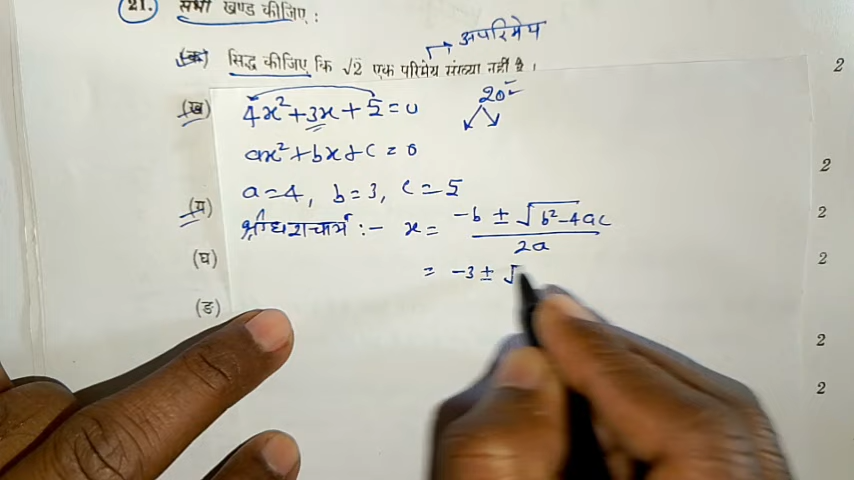 21. सभी खण्ड कीजिए :
→ अपरिमेय
(क) सिद्ध कीजिए कि √2 एक परिमेय संख्या नहीं है ।
2
(ख) 4x² + 3x + 5 = 0 20
ax² + bx + c = 0
2
a = 4, b = 3, c = 5
(ग) श्रीधराचार्य :- x = -b ± √b² - 4ac / 2a
2
(घ) 2
= -3 ± √
(ङ)
2
2